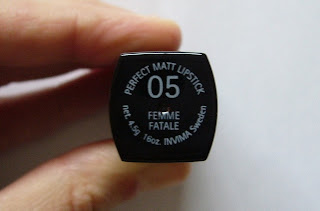 PERFECT MATT LIPSTICK
05
FEMME
FATALE
net. 4.5g 16oz. INVIMA Sweden